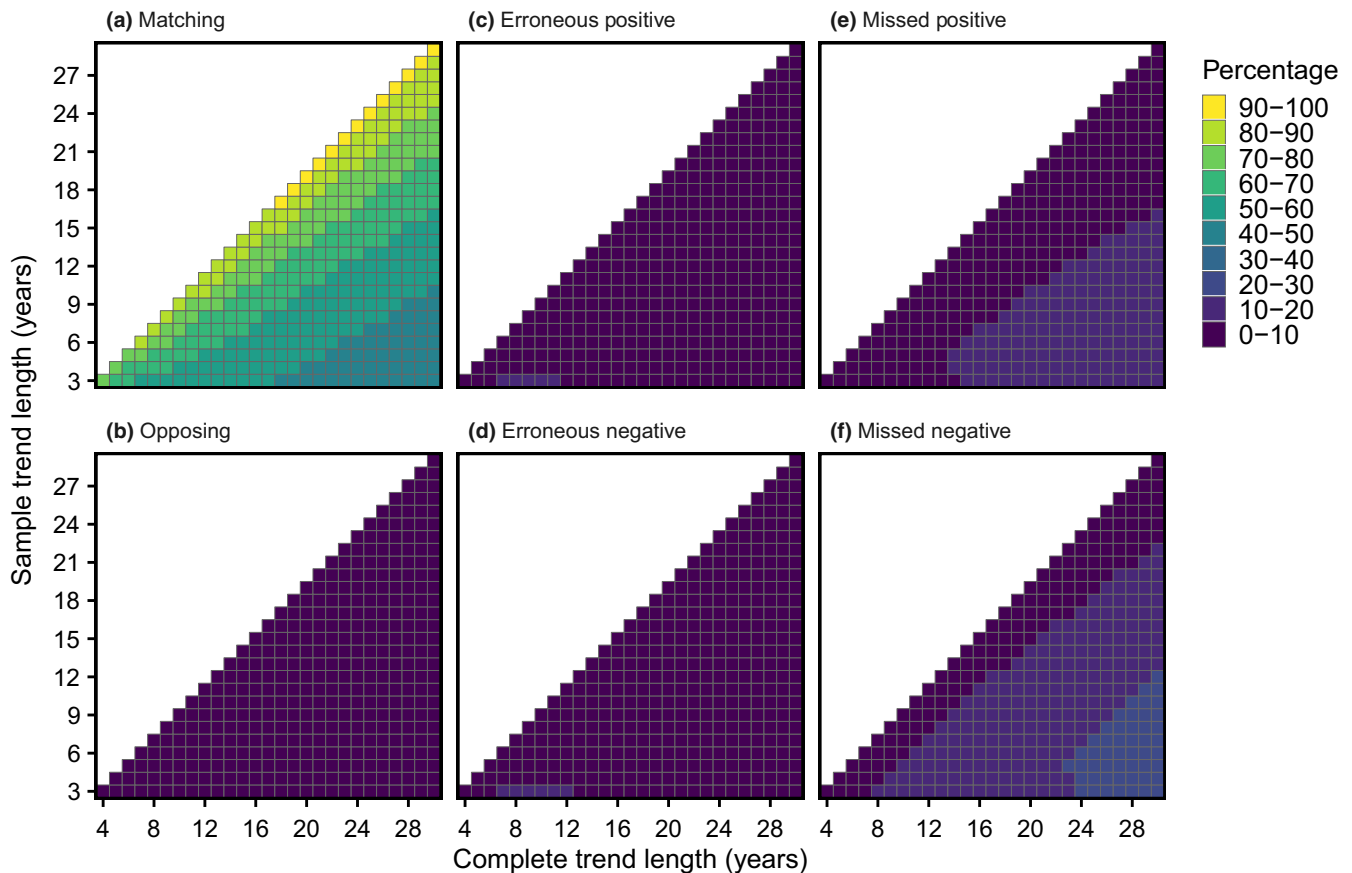 (a) Matching
(c) Erroneous positive
(e) Missed positive
27
24
21
18
15
12
9
6
3
Percentage
90−100
80−90
70−80
60−70
50−60
40−50
30−40
20−30
10−20
0−10
(b) Opposing
(d) Erroneous negative
(f) Missed negative
27
24
21
18
15
12
9
6
3
Sample trend length (years)
4 8 12 16 20 24 28
4 8 12 16 20 24 28
4 8 12 16 20 24 28
Complete trend length (years)